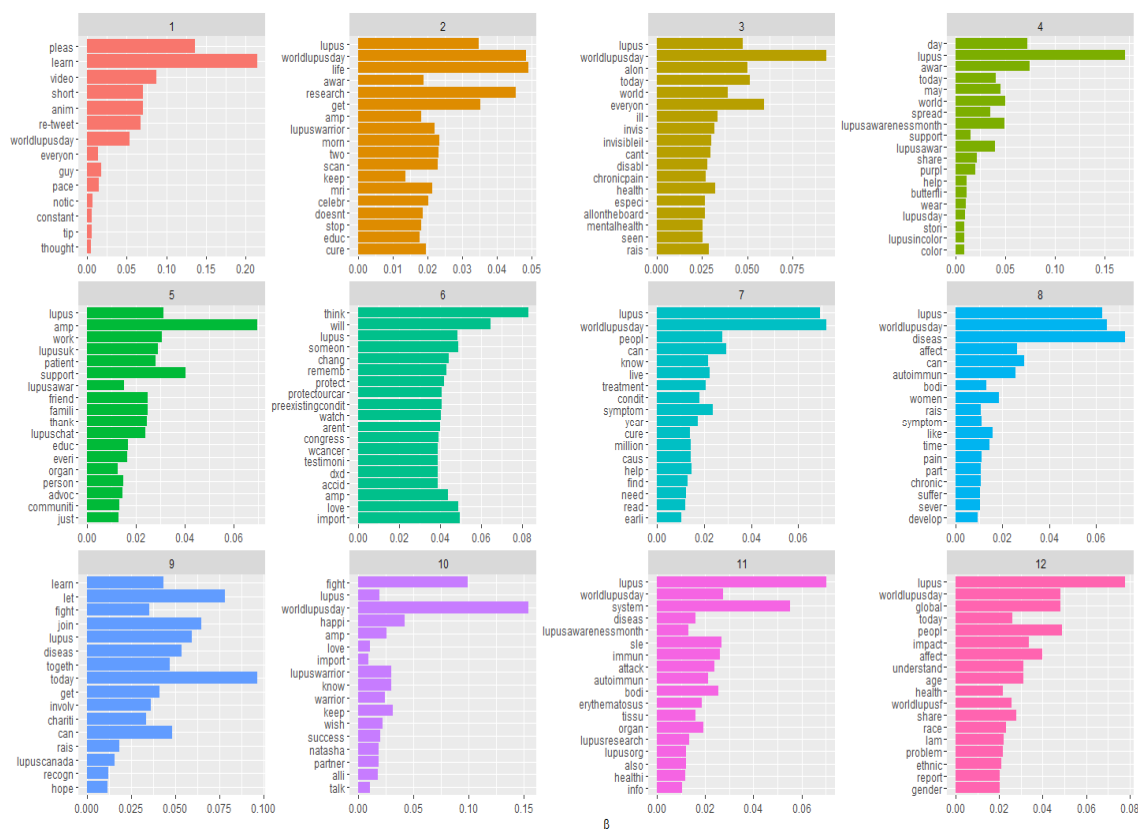 1
pleas
learn
video
short
anim
re-tweet
worldlupusday
everyon
guy
pace
notic
constant
tip
thought
0.00 0.05 0.10 0.15 0.20
2
lupus
worldlupusday
life
awar
research
get
amp
lupuswarrior
morn
two
scan
keep
mri
celebr
doesnt
stop
educ
cure
0.00 0.01 0.02 0.03 0.04 0.05
3
lupus
worldlupusday
alon
today
world
everyon
ill
invis
invisibleil
cant
disabl
chronicpain
health
especi
allontheboard
mentalhealth
seen
rais
0.000 0.025 0.050 0.075
4
day
lupus
awar
today
may
world
spread
lupusawarenessmonth
support
lupusawar
share
purpl
help
butterfli
wear
lupusday
stori
lupusincolor
color
0.00 0.05 0.10 0.15
5
lupus
amp
work
lupusuk
patient
support
lupusawar
friend
famili
thank
lupuschat
educ
everi
organ
person
advoc
communiti
just
0.00 0.02 0.04 0.06
6
think
will
lupus
someon
chang
rememb
protect
protectourcar
preexistingcondit
watch
arent
congress
wcancer
testimoni
dxd
accid
amp
love
import
0.00 0.02 0.04 0.06 0.08
7
lupus
worldlupusday
peopl
can
know
live
treatment
condit
symptom
year
cure
million
caus
help
find
need
read
earli
0.00 0.02 0.04 0.06
8
lupus
worldlupusday
diseas
affect
can
autoimmun
bodi
women
rais
symptom
like
time
pain
part
chronic
suffer
sever
develop
0.00 0.02 0.04 0.06
9
learn
let
fight
join
lupus
diseas
togeth
today
get
involv
chariti
can
rais
lupuscanada
recogn
hope
0.000 0.025 0.050 0.075 0.100
10
fight
lupus
worldlupusday
happi
amp
love
import
lupuswarrior
know
warrior
keep
wish
success
natasha
partner
alli
talk
0.00 0.05 0.10 0.15
11
lupus
worldlupusday
system
diseas
lupusawarenessmonth
sle
immun
attack
autoimmun
bodi
erythematosus
tissu
organ
lupusresearch
lupusorg
also
healthi
info
0.00 0.02 0.04 0.06
12
lupus
worldlupusday
global
today
peopl
impact
affect
understand
age
health
worldlupusf
share
race
lam
problem
ethnic
report
gender
0.00 0.02 0.04 0.06 0.08
β